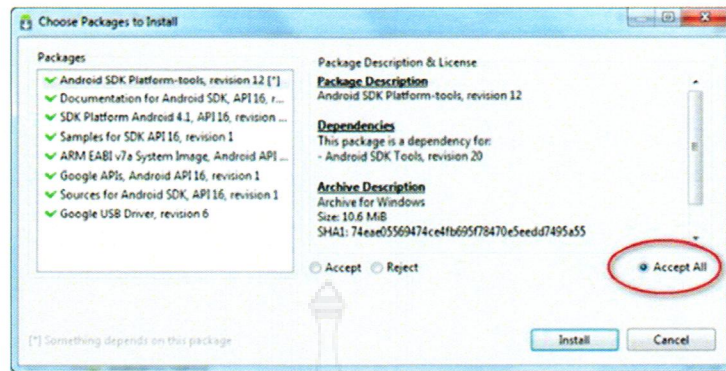 Choose Packages to Install
Packages
Android SDK Platform-tools, revision 12 [*]
Documentation for Android SDK, API 16, r...
SDK Platform Android 4.1, API 16, revision ...
Samples for SDK API 16, revision 1
ARM EABI v7a System Image, Android API ...
Google APIs, Android API 16, revision 1
Sources for Android SDK, API 16, revision 1
Google USB Driver, revision 6
Package Description & License
Package Description
Android SDK Platform-tools, revision 12
Dependencies
This package is a dependency for:
- Android SDK Tools, revision 20
Archive Description
Archive for Windows
Size: 10.6 MiB
SHA1: 74eae05569474ce4fb695f78470e5eedd7495a55
Accept Reject Accept All
[*] Something depends on this package
Install Cancel